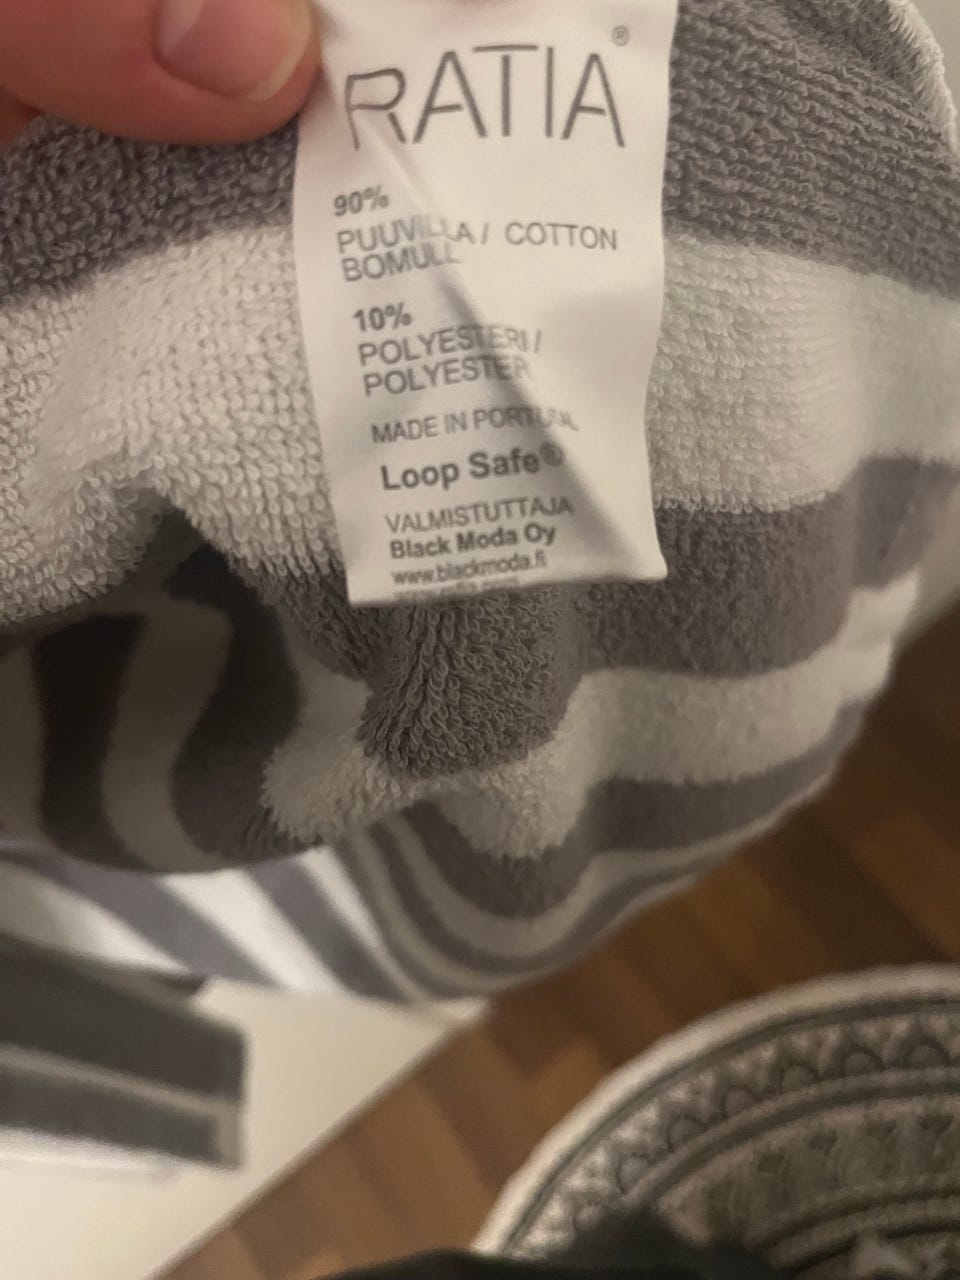 RATIA®
90%
PUUVILLA / COTTON
BOMULL
10%
POLYESTERI /
POLYESTER
MADE IN PORTUGAL
Loop Safe®
VALMISTUTTAJA
Black Moda Oy
www.blackmoda.fi